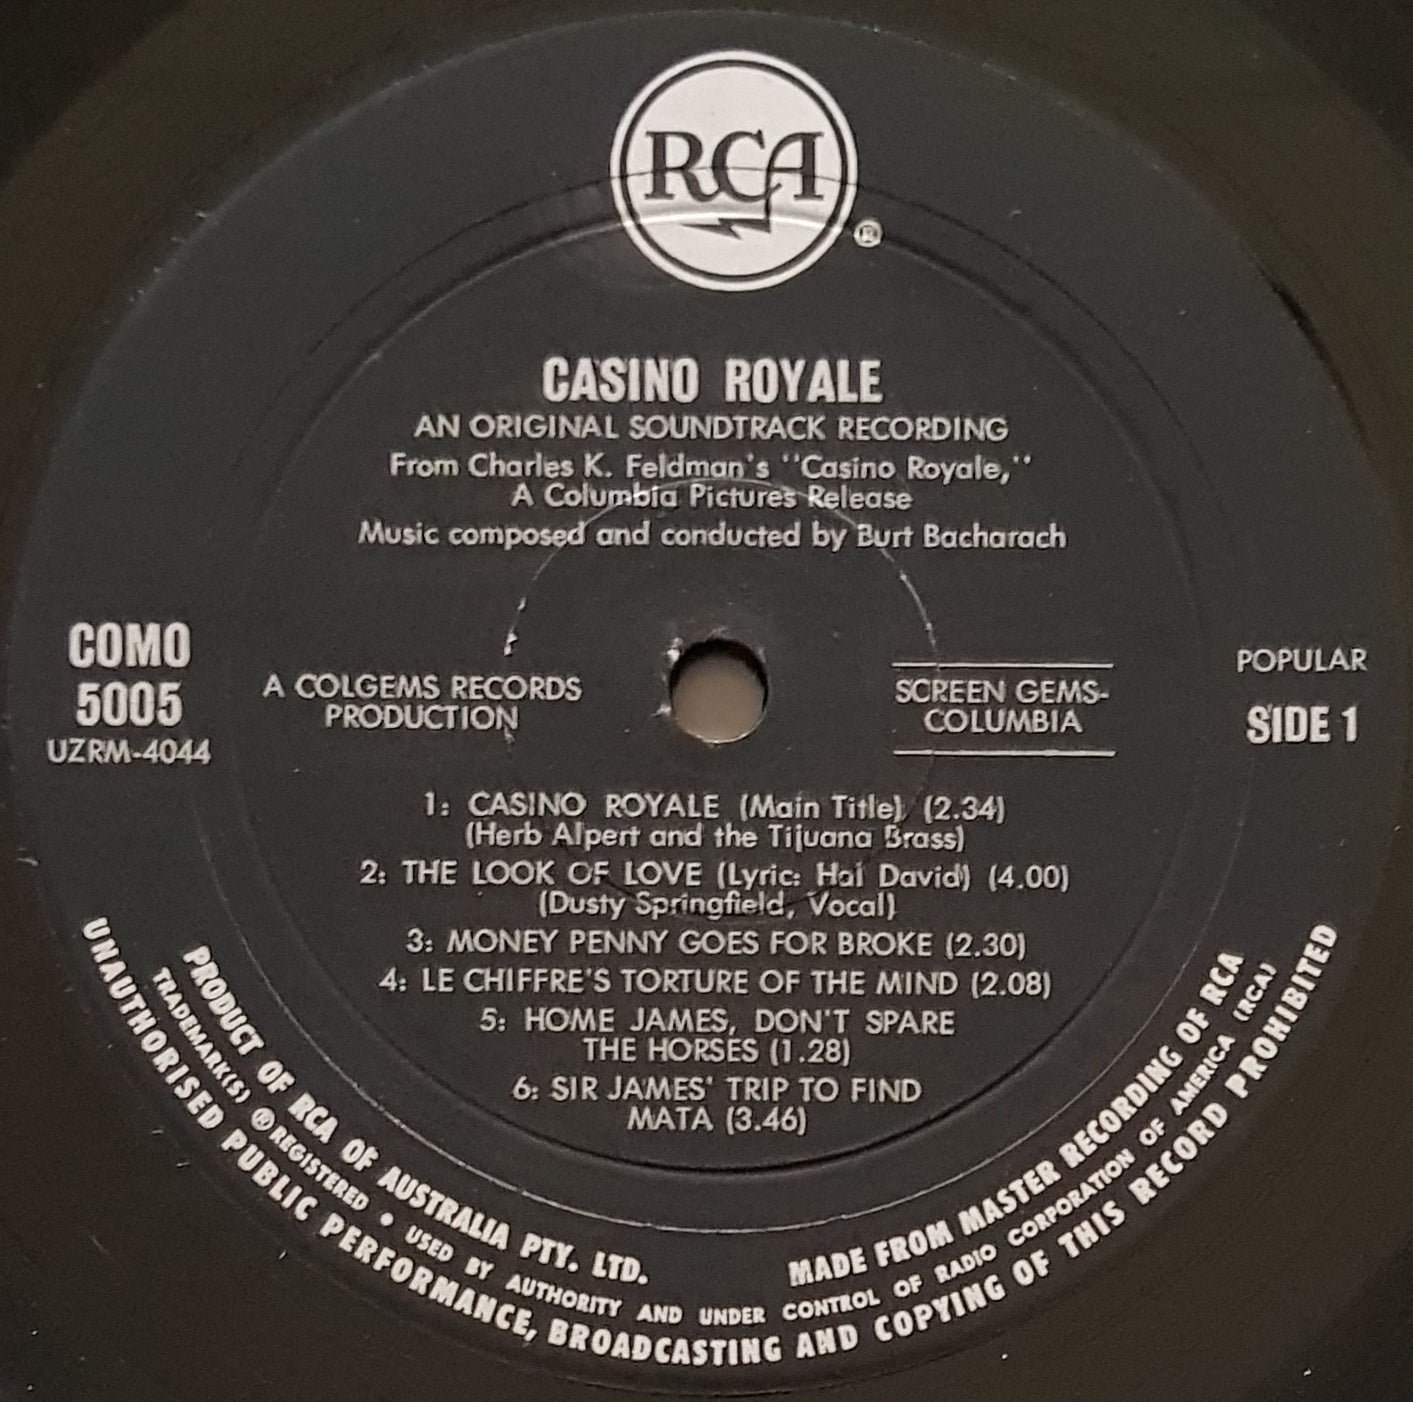 RCA
®
CASINO ROYALE
AN ORIGINAL SOUNDTRACK RECORDING
From Charles K. Feldman's "Casino Royale,"
A Columbia Pictures Release
Music composed and conducted by Burt Bacharach
COMO
5005
UZRM-4044
A COLGEMS RECORDS
PRODUCTION
SCREEN GEMS-
COLUMBIA
POPULAR
SIDE 1
1: CASINO ROYALE (Main Title) (2.34)
(Herb Alpert and the Tijuana Brass)
2: THE LOOK OF LOVE (Lyric: Hal David) (4.00)
(Dusty Springfield, Vocal)
3: MONEY PENNY GOES FOR BROKE (2.30)
4: LE CHIFFRE'S TORTURE OF THE MIND (2.08)
5: HOME JAMES, DON'T SPARE
THE HORSES (1.28)
6: SIR JAMES' TRIP TO FIND
MATA (3.46)
PRODUCT OF RCA OF AUSTRALIA PTY. LTD. MADE FROM MASTER RECORDING OF RCA
TRADEMARK(S) ® REGISTERED • USED BY AUTHORITY AND UNDER CONTROL OF RADIO CORPORATION OF AMERICA (RCA)
UNAUTHORISED PUBLIC PERFORMANCE, BROADCASTING AND COPYING OF THIS RECORD PROHIBITED